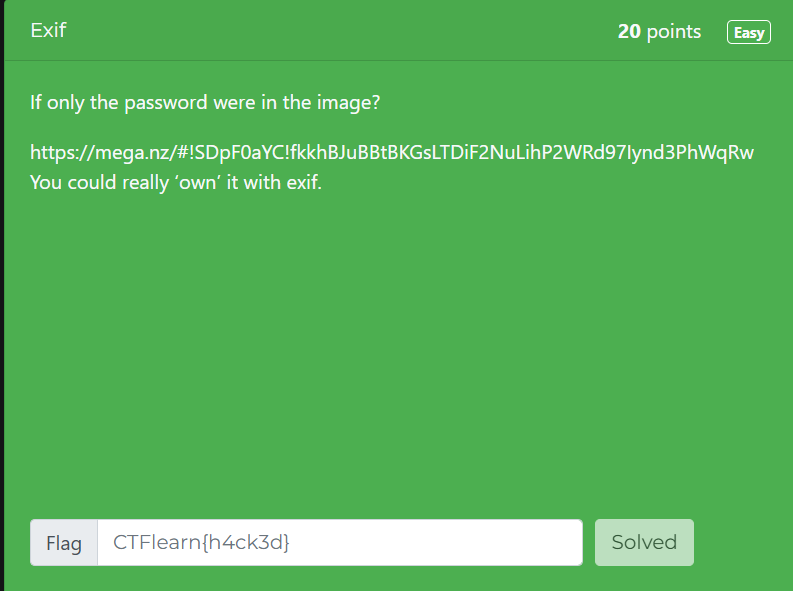 Exif
20 points
Easy
If only the password were in the image?
https://mega.nz/#!SDpF0aYC!fkkhBJuBBtBKGsLTDiF2NuLihP2WRd97Iynd3PhWqRw
You could really ‘own’ it with exif.
Flag
CTFlearn{h4ck3d}
Solved